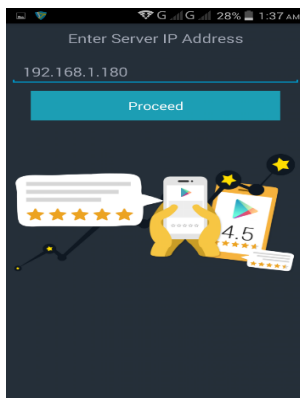 G G 28% 1:37 AM
Enter Server IP Address
192.168.1.180
Proceed
4.5